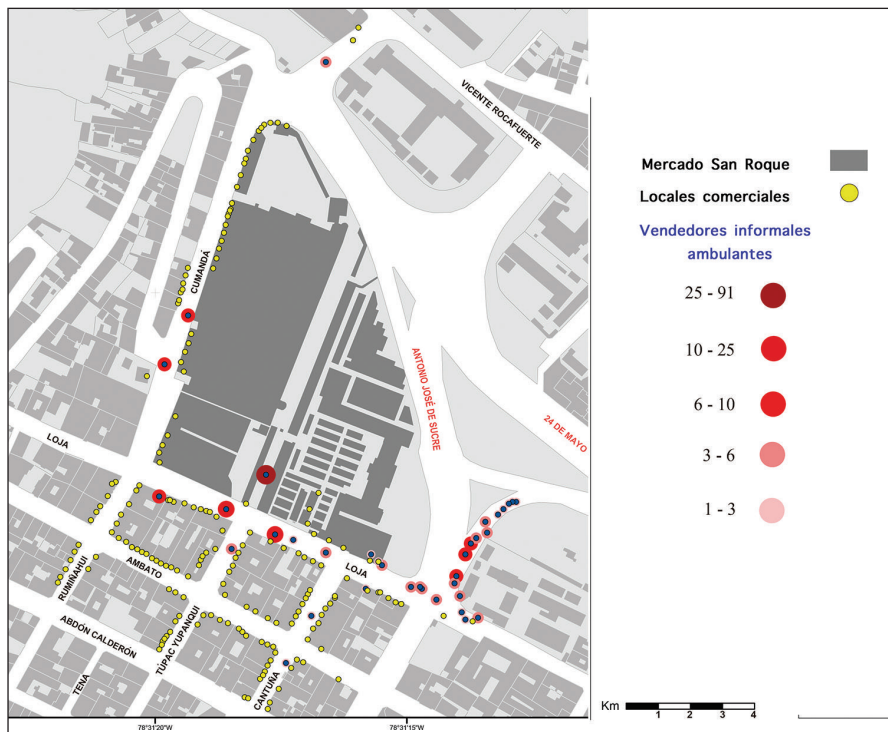 VICENTE ROCAFUERTE
CUMANDÁ
ANTONIO JOSÉ DE SUCRE
24 DE MAYO
LOJA
LOJA
AMBATO
RUMIÑAHUI
ABDÓN CALDERÓN
TÚPAC YUPANQUI
CANTUÑA
TENA
78°31'20"W
78°31'15"W
Mercado San Roque
Locales comerciales
Vendedores informales
ambulantes
25 - 91
10 - 25
6 - 10
3 - 6
1 - 3
Km
1 2 3 4